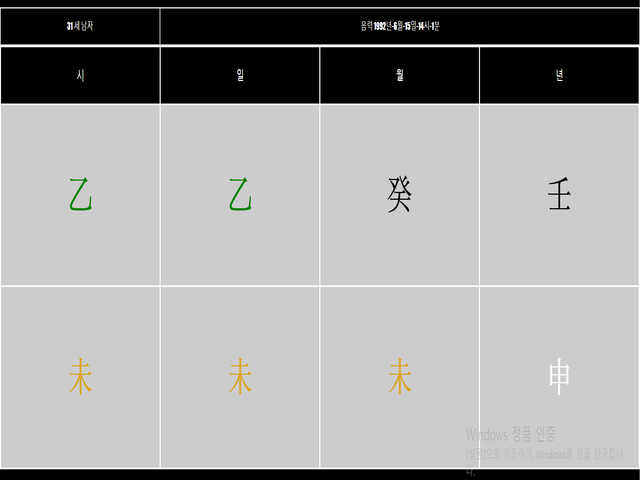 31세 남자 음력 1992년-6월-15일-14시-1분
시 일 월 년
乙 乙 癸 壬
未 未 未 申
Windows 정품 인증
[설정]으로 이동하여 Windows를 정품 인증합니
다.